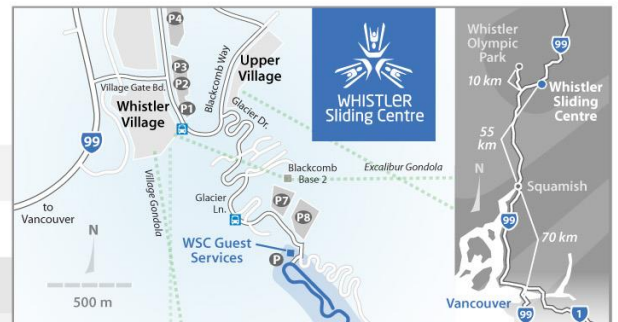 P4
P3
P2
P1
Village Gate Bd.
Whistler
Village
Blackcomb Way
Upper
Village
Glacier Dr.
99
to
Vancouver
N
500 m
Village Gondola
Blackcomb
Base 2
Excalibur Gondola
Glacier
Ln.
P7
P8
WSC Guest
Services
P
WHISTLER
Sliding Centre
Whistler
Olympic
Park
99
10 km
Whistler
Sliding
Centre
55
km
N
Squamish
99
70 km
Vancouver
99
1